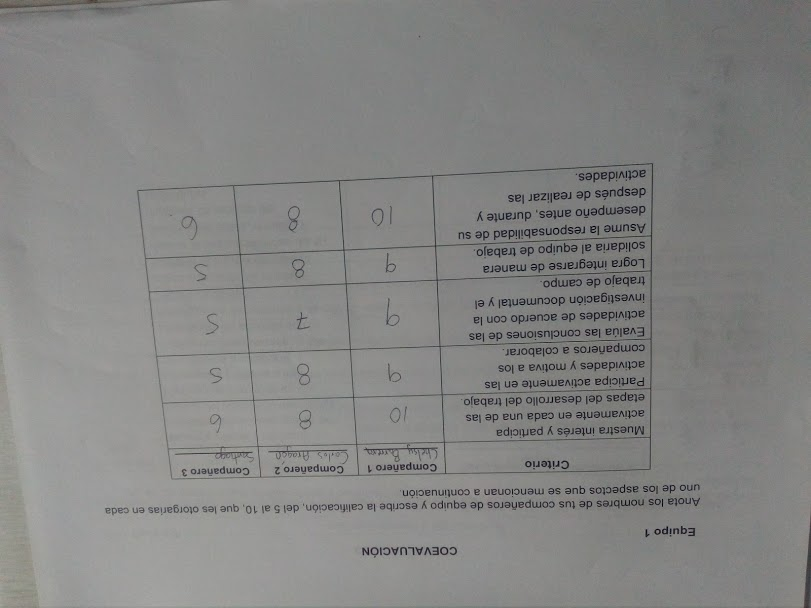 COEVALUACIÓN
Equipo 1
Anota los nombres de tus compañeros de equipo y escribe la calificación, del 5 al 10, que les otorgarías en cada
uno de los aspectos que se mencionan a continuación.
Criterio Compañero 1 Compañero 2 Compañero 3
Carlos Aragón Santiago
Muestra interés y participa
activamente en cada una de las
etapas del desarrollo del trabajo.
10 8 6
Participa activamente en las
actividades y motiva a los
compañeros a colaborar.
9 8 5
Evalúa las conclusiones de las
actividades de acuerdo con la
investigación documental y el
trabajo de campo.
9 7 5
Logra integrarse de manera
solidaria al equipo de trabajo.
9 8 5
Asume la responsabilidad de su
desempeño antes, durante y
después de realizar las
actividades.
10 8 6.